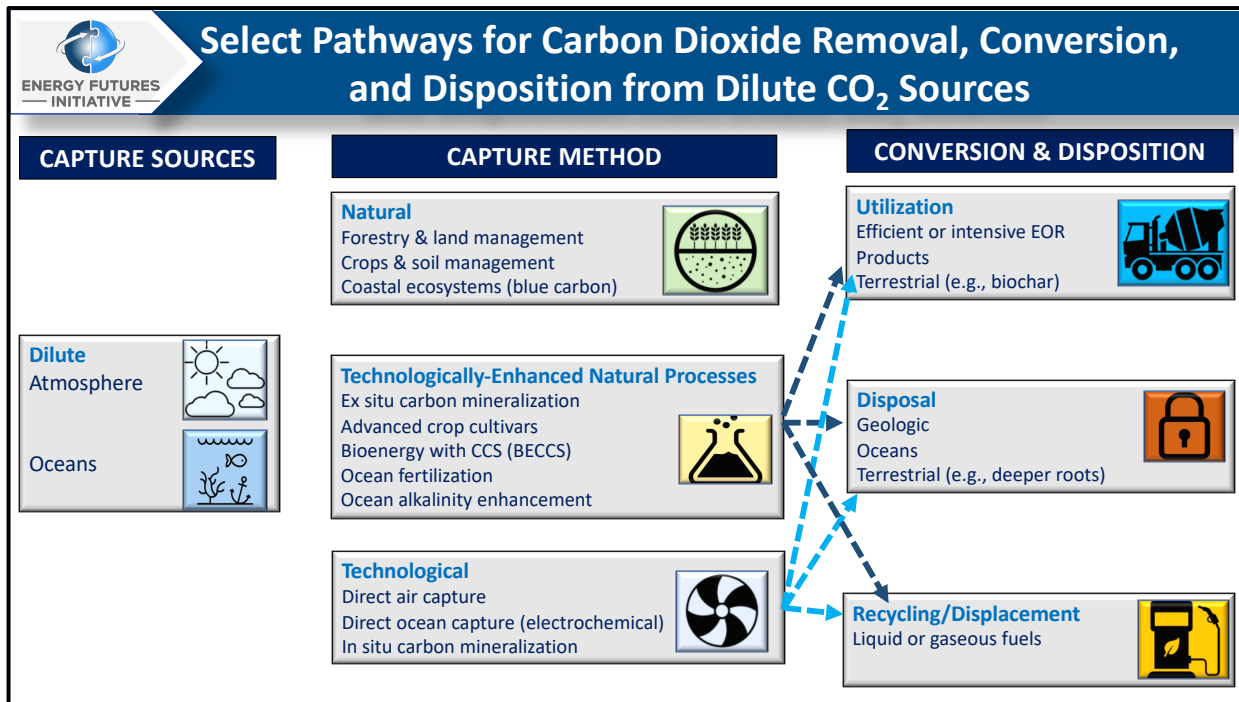 ENERGY FUTURES
INITIATIVE
Select Pathways for Carbon Dioxide Removal, Conversion,
and Disposition from Dilute CO₂ Sources
CAPTURE SOURCES
Dilute
Atmosphere
Oceans
CAPTURE METHOD
Natural
Forestry & land management
Crops & soil management
Coastal ecosystems (blue carbon)
Technologically-Enhanced Natural Processes
Ex situ carbon mineralization
Advanced crop cultivars
Bioenergy with CCS (BECCS)
Ocean fertilization
Ocean alkalinity enhancement
Technological
Direct air capture
Direct ocean capture (electrochemical)
In situ carbon mineralization
CONVERSION & DISPOSITION
Utilization
Efficient or intensive EOR
Products
Terrestrial (e.g., biochar)
Disposal
Geologic
Oceans
Terrestrial (e.g., deeper roots)
Recycling/Displacement
Liquid or gaseous fuels